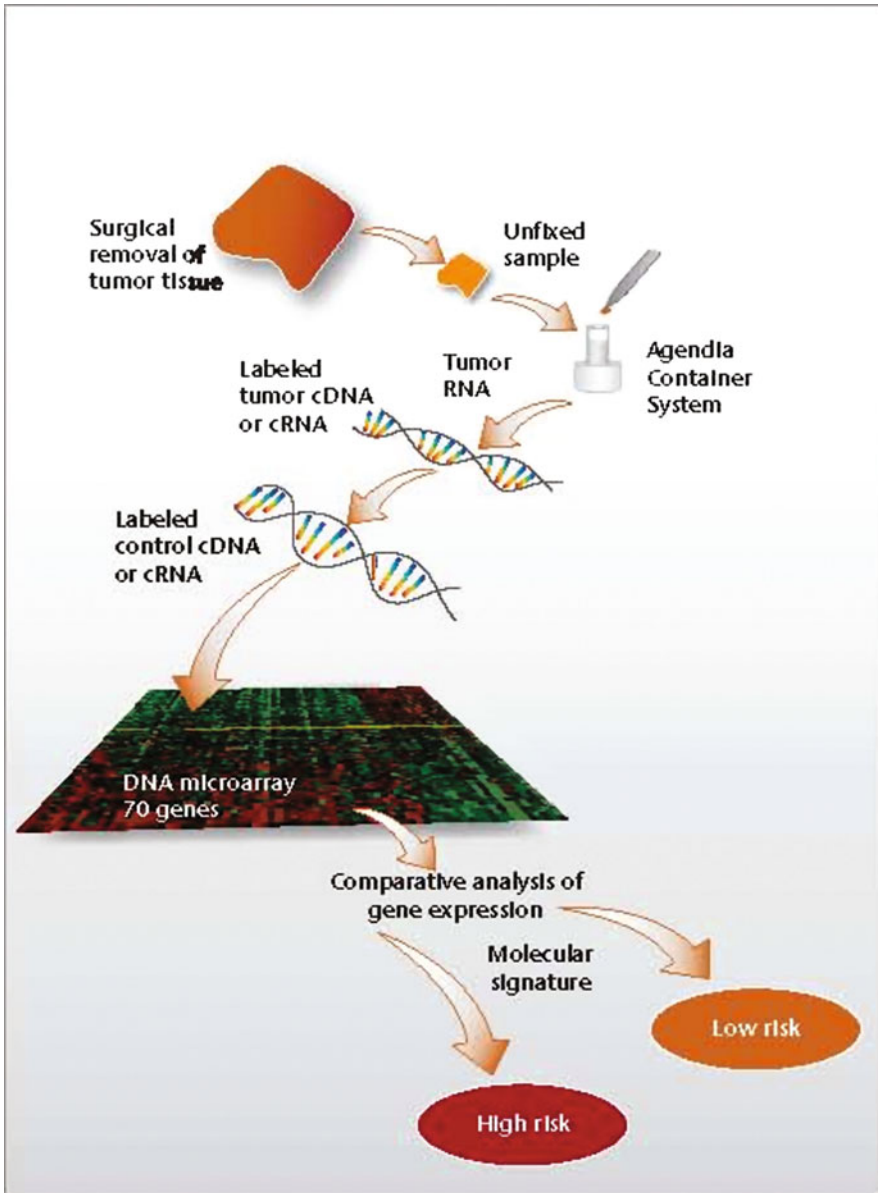 Surgical
removal of
tumor tissue
Unfixed
sample
Agendia
Container
System
Tumor
RNA
Labeled
tumor cDNA
or cRNA
Labeled
control cDNA
or cRNA
DNA microarray
70 genes
Comparative analysis of
gene expression
Molecular
signature
Low risk
High risk